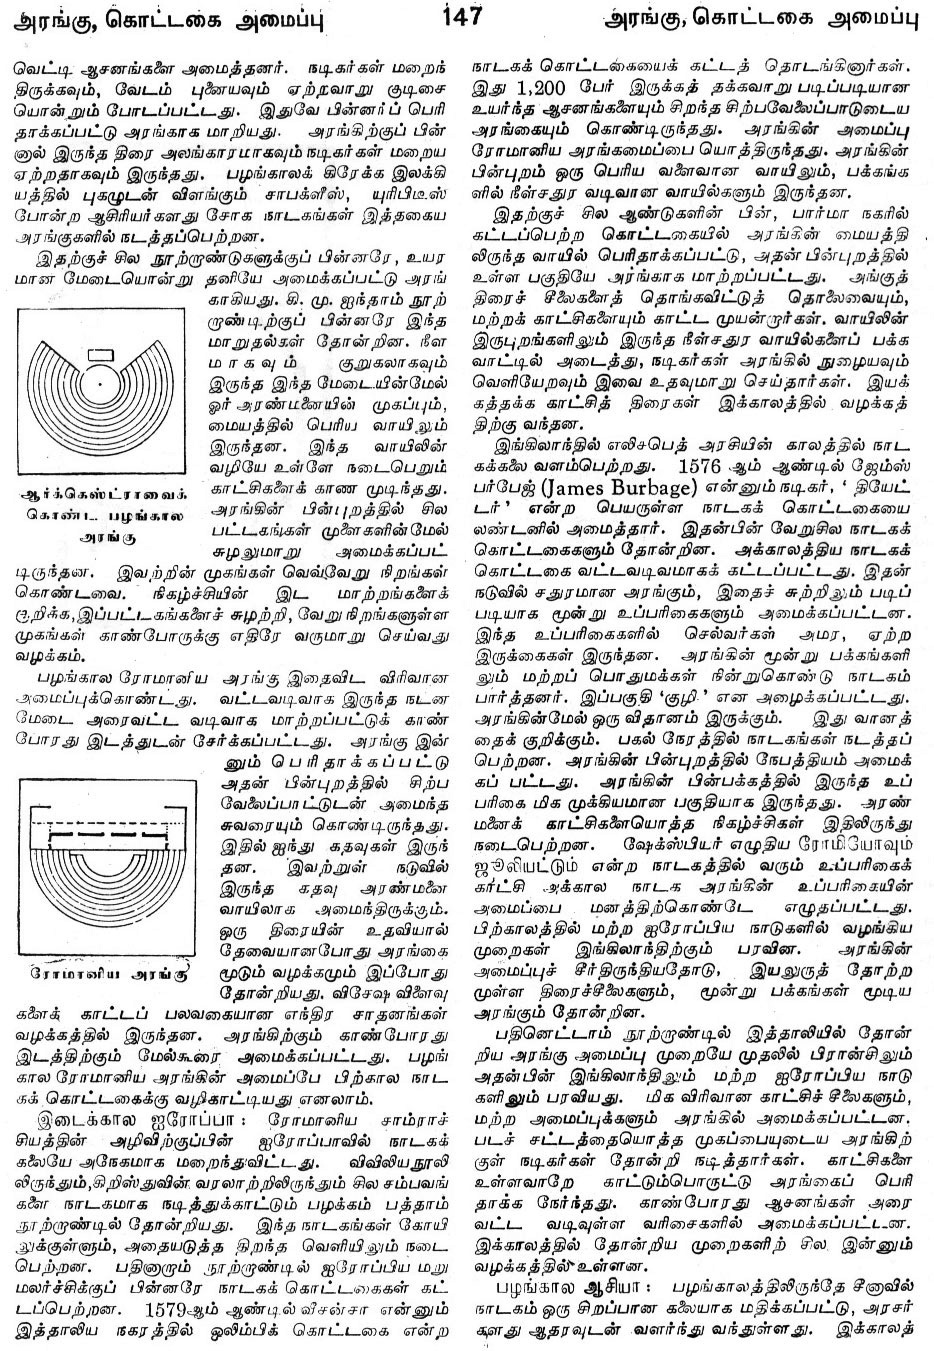 அரங்கு, கொட்டகை அமைப்பு
147
அரங்கு, கொட்டகை அமைப்பு
வெட்டி ஆசனங்களை அமைத்தனர். நடிகர்கள் மறைந்
திருக்கவும், வேடம் புனையவும் ஏற்றவாறு குடிசை
யொன்றும் போடப்பட்டது. இதுவே பின்னர்ப் பெரி
தாக்கப்பட்டு அரங்காக மாறியது. அரங்கிற்குப் பின்
னால் இருந்த திரை அலங்காரமாகவும் நடிகர்கள் மறைய
ஏற்றதாகவும் இருந்தது. பழங்காலக் கிரேக்க இலக்கி
யத்தில் புகழுடன் விளங்கும் சாபக்ளீஸ், யுரிபிடீஸ்
போன்ற ஆசிரியர்களது சோக நாடகங்கள் இத்தகைய
அரங்குகளில் நடத்தப்பெற்றன.
இதற்குச் சில நூற்றாண்டுகளுக்குப் பின்னரே, உயர
மான மேடையொன்று தனியே அமைக்கப்பட்டு அரங்
காகியது. கி. மு. ஐந்தாம் நூற்
றாண்டிற்குப் பின்னரே இந்த
மாறுதல்கள் தோன்றின. நீள
மாகவும் குறுகலாகவும்
இருந்த இந்த மேடையின்மேல்
ஓர் அரண்மனையின் முகப்பும்,
மையத்தில் பெரிய வாயிலும்
இருந்தன. இந்த வாயிலின்
வழியே உள்ளே நடைபெறும்
காட்சிகளைக் காண முடிந்தது.
அரங்கின் பின்புறத்தில் சில
பட்டகங்கள் முளைகளின்மேல்
சுழலுமாறு அமைக்கப்பட்
ஆர்க்கெஸ்ட்ராவைக்
கொண்ட பழங்கால
அரங்கு
டிருந்தன. இவற்றின் முகங்கள் வெவ்வேறு நிறங்கள்
கொண்டவை. நிகழ்ச்சியின் இட மாற்றங்களைக்
குறிக்க, இப்பட்டகங்களைச் சுழற்றி, வேறு நிறங்களுள்ள
முகங்கள் காண்போருக்கு எதிரே வருமாறு செய்வது
வழக்கம்.
பழங்கால ரோமானிய அரங்கு இதைவிட விரிவான
அமைப்புக்கொண்டது. வட்டவடிவாக இருந்த நடன
மேடை அரைவட்ட வடிவாக மாற்றப்பட்டுக் காண்
போரது இடத்துடன் சேர்க்கப்பட்டது. அரங்கு இன்
னும் பெரிதாக்கப்பட்டு
அதன் பின்புறத்தில் சிற்ப
வேலைப்பாட்டுடன் அமைந்த
சுவரையும் கொண்டிருந்தது.
இதில் ஐந்து கதவுகள் இருந்
தன. இவற்றுள் நடுவில்
இருந்த கதவு அரண்மனை
வாயிலாக அமைந்திருக்கும்.
ஒரு திரையின் உதவியால்
தேவையானபோது அரங்கை
மூடும் வழக்கமும் இப்போது
தோன்றியது. விசேஷ விளைவு
ரோமானிய அரங்கு
களைக் காட்டப் பலவகையான எந்திர சாதனங்கள்
வழக்கத்தில் இருந்தன. அரங்கிற்கும் காண்போரது
இடத்திற்கும் மேல்கூரை அமைக்கப்பட்டது. பழங்
கால ரோமானிய அரங்கின் அமைப்பே பிற்கால நாட
கக் கொட்டகைக்கு வழிகாட்டியது எனலாம்.
இடைக்கால ஐரோப்பா : ரோமானிய சாம்ராச்
சியத்தின் அழிவிற்குப்பின் ஐரோப்பாவில் நாடகக்
கலையே அநேகமாக மறைந்துவிட்டது. விவிலிய நூலி
லிருந்தும், கிறிஸ்துவின் வரலாற்றிலிருந்தும் சில சம்பவங்
களை நாடகமாக நடித்துக்காட்டும் பழக்கம் பத்தாம்
நூற்றாண்டில் தோன்றியது. இந்த நாடகங்கள் கோயி
லுக்குள்ளும், அதையடுத்த திறந்த வெளியிலும் நடை
பெற்றன. பதினாறாம் நூற்றாண்டில் ஐரோப்பிய மறு
மலர்ச்சிக்குப் பின்னரே நாடகக் கொட்டகைகள் கட்
டப்பெற்றன. 1579ஆம் ஆண்டில் விசன்சா என்னும்
இத்தாலிய நகரத்தில் ஒலிம்பிக் கொட்டகை என்ற
நாடகக் கொட்டகையைக் கட்டத் தொடங்கினார்கள்.
இது 1,200 பேர் இருக்கத் தக்கவாறு படிப்படியான
உயர்ந்த ஆசனங்களையும் சிறந்த சிற்பவேலைப்பாடுடைய
அரங்கையும் கொண்டிருந்தது. அரங்கின் அமைப்பு
ரோமானிய அரங்கமைப்பை யொத்திருந்தது. அரங்கின்
பின்புறம் ஒரு பெரிய வளைவான வாயிலும், பக்கங்க
ளில் நீள்சதுர வடிவான வாயில்களும் இருந்தன.
இதற்குச் சில ஆண்டுகளின் பின், பார்மா நகரில்
கட்டப்பெற்ற கொட்டகையில் அரங்கின் மையத்தி
லிருந்த வாயில் பெரிதாக்கப்பட்டு, அதன் பின்புறத்தில்
உள்ள பகுதியே அரங்காக மாற்றப்பட்டது. அங்குத்
திரைச் சீலைகளைத் தொங்கவிட்டுத் தொலைவையும்,
மற்றக் காட்சிகளையும் காட்ட முயன்றார்கள். வாயிலின்
இருபுறங்களிலும் இருந்த நீள்சதுர வாயில்களைப் பக்க
வாட்டில் அடைத்து, நடிகர்கள் அரங்கில் நுழையவும்
வெளியேறவும் இவை உதவுமாறு செய்தார்கள். இயக்
கத்தக்க காட்சித் திரைகள் இக்காலத்தில் வழக்கத்
திற்கு வந்தன.
இங்கிலாந்தில் எலிசபெத் அரசியின் காலத்தில் நாட
கக்கலை வளம்பெற்றது. 1576 ஆம் ஆண்டில் ஜேம்ஸ்
பர்பேஜ் (James Burbage) என்னும் நடிகர், ‘ தியேட்
டர் ’ என்ற பெயருள்ள நாடகக் கொட்டகையை
லண்டனில் அமைத்தார். இதன்பின் வேறுசில நாடகக்
கொட்டகைகளும் தோன்றின. அக்காலத்திய நாடகக்
கொட்டகை வட்டவடிவமாகக் கட்டப்பட்டது. இதன்
நடுவில் சதுரமான அரங்கும், இதைச் சுற்றிலும் படிப்
படியாக மூன்று உப்பரிகைகளும் அமைக்கப்பட்டன.
இந்த உப்பரிகைகளில் செல்வர்கள் அமர, ஏற்ற
இருக்கைகள் இருந்தன. அரங்கின் மூன்று பக்கங்களி
லும் மற்றப் பொதுமக்கள் நின்றுகொண்டு நாடகம்
பார்த்தனர். இப்பகுதி ‘குழி’ என அழைக்கப்பட்டது.
அரங்கின்மேல் ஒரு விதானம் இருக்கும். இது வானத்
தைக் குறிக்கும். பகல் நேரத்தில் நாடகங்கள் நடத்தப்
பெற்றன. அரங்கின் பின்புறத்தில் நேபத்தியம் அமைக்
கப் பட்டது. அரங்கின் பின்பக்கத்தில் இருந்த உப்
பரிகை மிக முக்கியமான பகுதியாக இருந்தது. அரண்
மனைக் காட்சிகளையொத்த நிகழ்ச்சிகள் இதிலிருந்து
நடைபெற்றன. ஷேக்ஸ்பியர் எழுதிய ரோமியோவும்
ஜூலியட்டும் என்ற நாடகத்தில் வரும் உப்பரிகைக்
காட்சி அக்கால நாடக அரங்கின் உப்பரிகையின்
அமைப்பை மனத்திற்கொண்டே எழுதப்பட்டது.
பிற்காலத்தில் மற்ற ஐரோப்பிய நாடுகளில் வழங்கிய
முறைகள் இங்கிலாந்திற்கும் பரவின. அரங்கின்
அமைப்புச் சீர்திருந்தியதோடு, இயலுருத் தோற்ற
முள்ள திரைச்சீலைகளும், மூன்று பக்கங்கள் மூடிய
அரங்கும் தோன்றின.
பதினெட்டாம் நூற்றாண்டில் இத்தாலியில் தோன்
றிய அரங்கு அமைப்பு முறையே முதலில் பிரான்சிலும்
அதன்பின் இங்கிலாந்திலும் மற்ற ஐரோப்பிய நாடு
களிலும் பரவியது. மிக விரிவான காட்சிச் சீலைகளும்,
மற்ற அமைப்புக்களும் அரங்கில் அமைக்கப்பட்டன.
படச் சட்டத்தையொத்த முகப்பையுடைய அரங்கிற்
குள் நடிகர்கள் தோன்றி நடித்தார்கள். காட்சிகளை
உள்ளவாறே காட்டும்பொருட்டு அரங்கைப் பெரி
தாக்க நேர்ந்தது. காண்போரது ஆசனங்கள் அரை
வட்ட வடிவுள்ள வரிசைகளில் அமைக்கப்பட்டன.
இக்காலத்தில் தோன்றிய முறைகளிற் சில இன்னும்
வழக்கத்தில் உள்ளன.
பழங்கால ஆசியா : பழங்காலத்திலிருந்தே சீனாவில்
நாடகம் ஒரு சிறப்பான கலையாக மதிக்கப்பட்டு, அரசர்
களது ஆதரவுடன் வளர்ந்து வந்துள்ளது. இக்காலத்